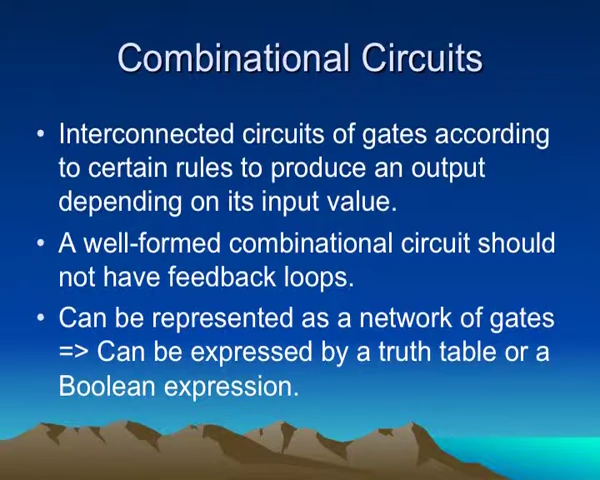 Combinational Circuits
• Interconnected circuits of gates according
to certain rules to produce an output
depending on its input value.
• A well-formed combinational circuit should
not have feedback loops.
• Can be represented as a network of gates
=> Can be expressed by a truth table or a
Boolean expression.